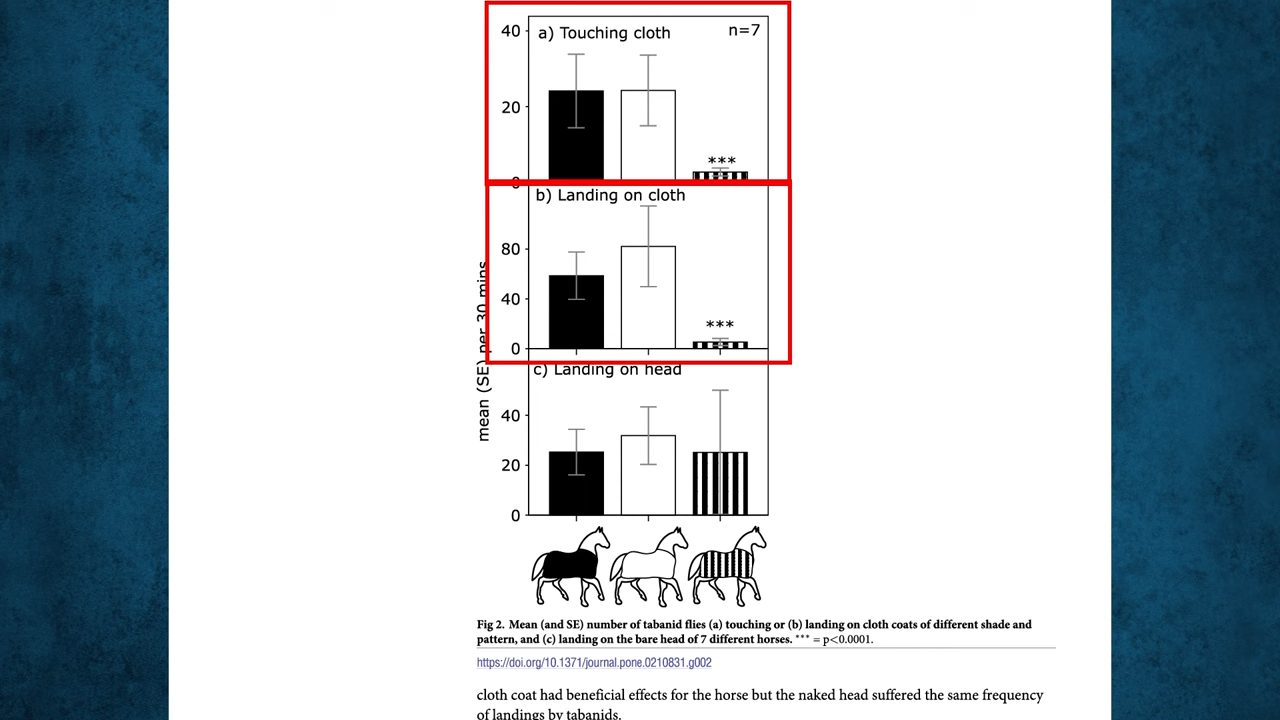 40
a) Touching cloth
n=7
20
***
0
b) Landing on cloth
80
40
***
0
mean (SE) per 30 mins
c) Landing on head
40
20
0
Fig 2. Mean (and SE) number of tabanid flies (a) touching or (b) landing on cloth coats of different shade and
pattern, and (c) landing on the bare head of 7 different horses. *** = p<0.0001.
https://doi.org/10.1371/journal.pone.0210831.g002
cloth coat had beneficial effects for the horse but the naked head suffered the same frequency
of landings by tabanids.